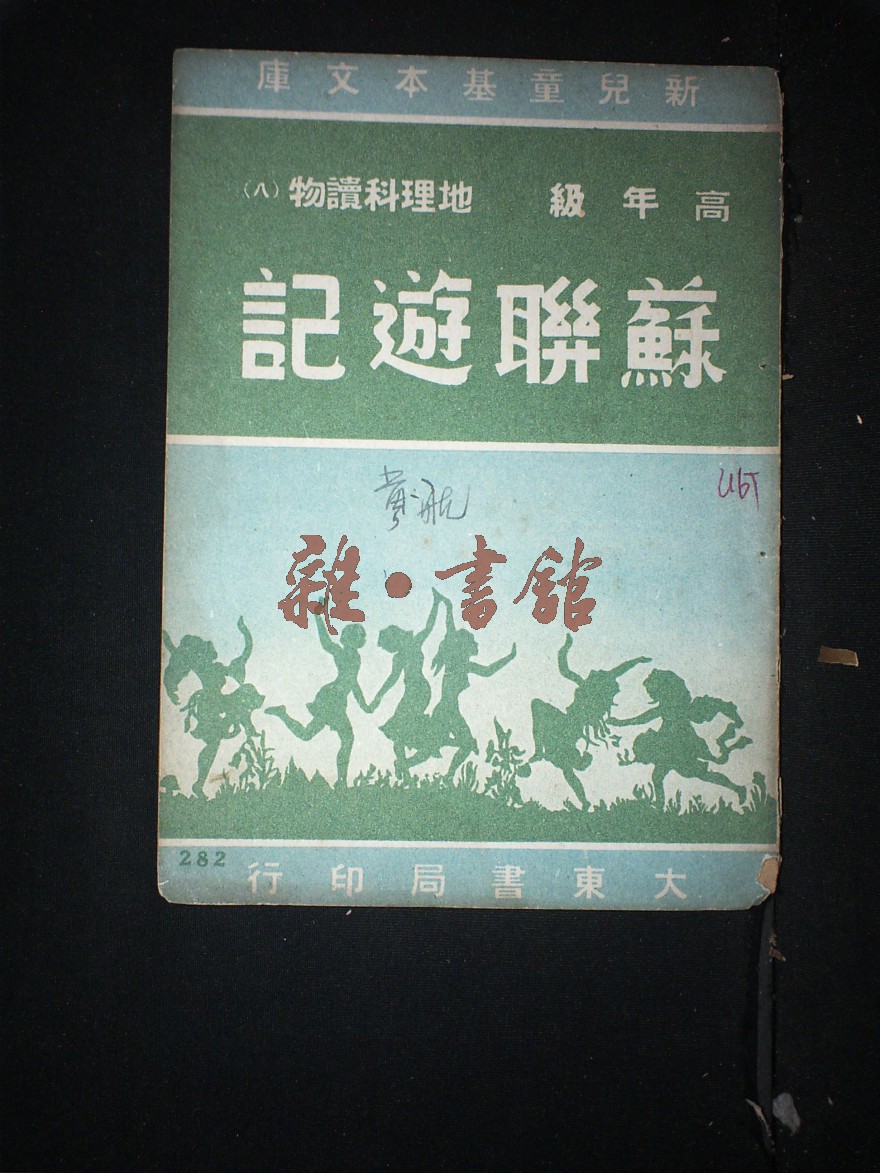 新兒童基本文庫
高年級 地理科讀物(八)
蘇聯遊記
雜·書館
282
大東書局印行